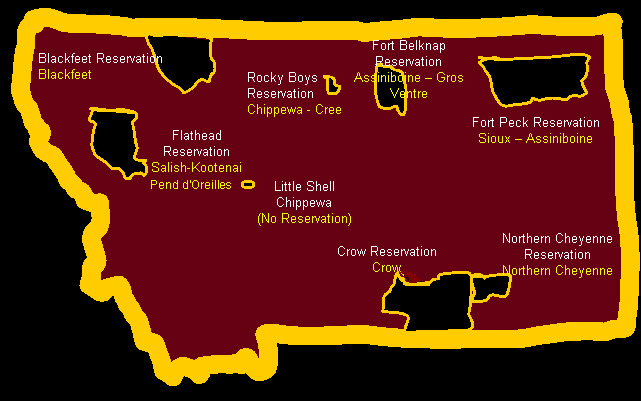 Blackfeet Reservation
Blackfeet
Rocky Boys
Reservation
Chippewa - Cree
Fort Belknap
Reservation
Assiniboine – Gros
Ventre
Fort Peck Reservation
Sioux – Assiniboine
Flathead
Reservation
Salish-Kootenai
Pend d'Oreilles
Little Shell
Chippewa
(No Reservation)
Crow Reservation
Crow
Northern Cheyenne
Reservation
Northern Cheyenne